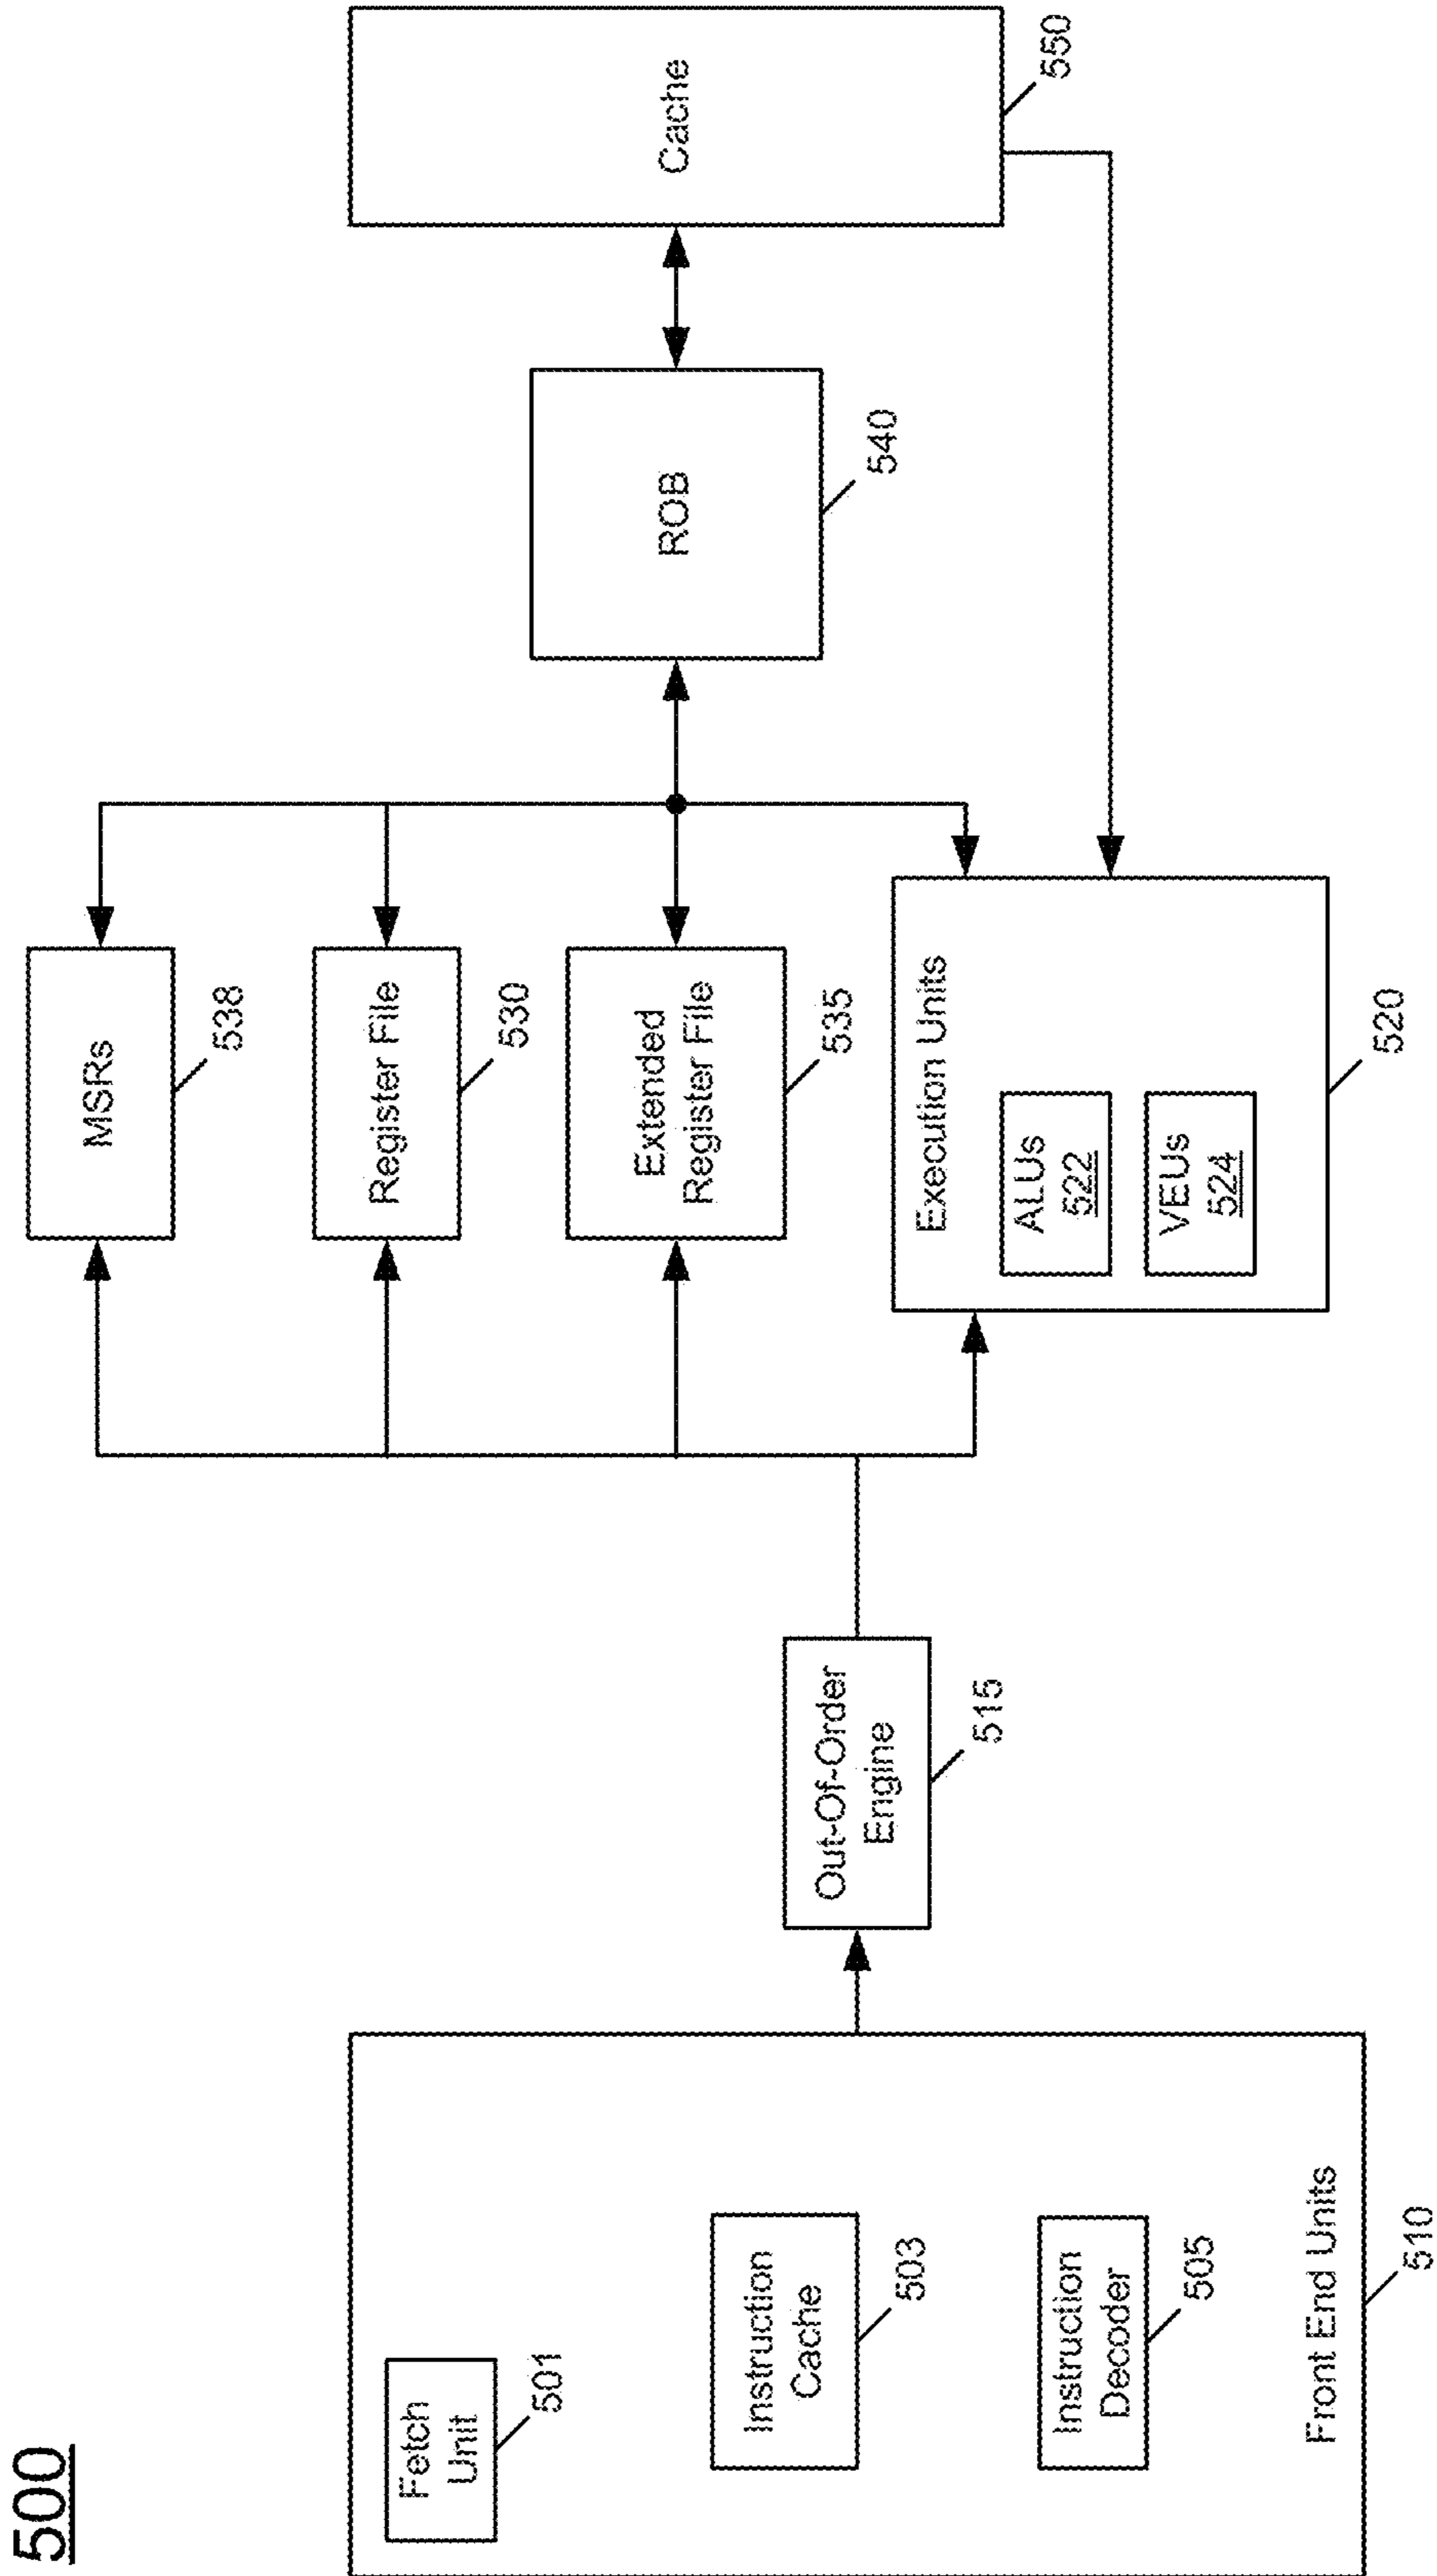 500
Fetch
Unit
501
Instruction
Cache
503
Instruction
Decoder
505
Front End Units
510
Out-Of-Order
Engine
515
MSRs
538
Register File
530
Extended
Register File
535
Execution Units
ALUs
522
VEUs
524
520
ROB
540
Cache
550